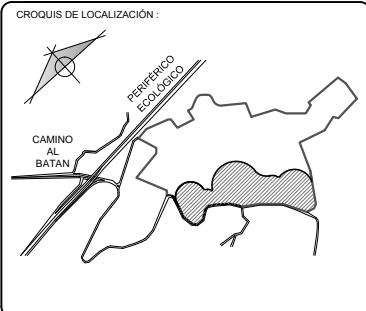 CROQUIS DE LOCALIZACIÓN :
PERIFÉRICO
ECOLÓGICO
CAMINO
AL
BATAN